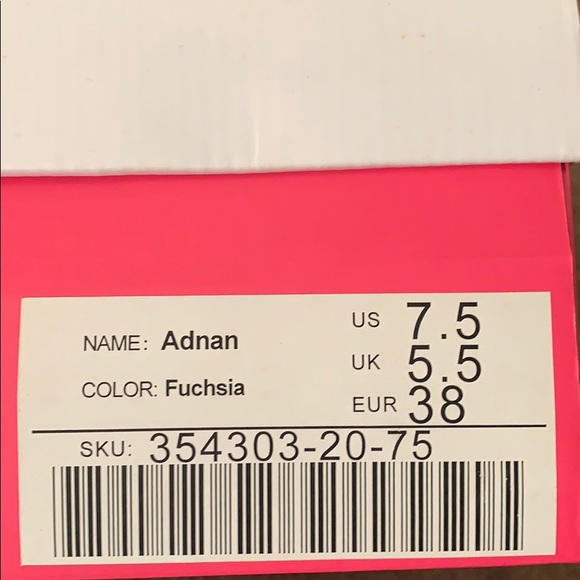 NAME: Adnan
COLOR: Fuchsia
US 7.5
UK 5.5
EUR 38
SKU: 354303-20-75